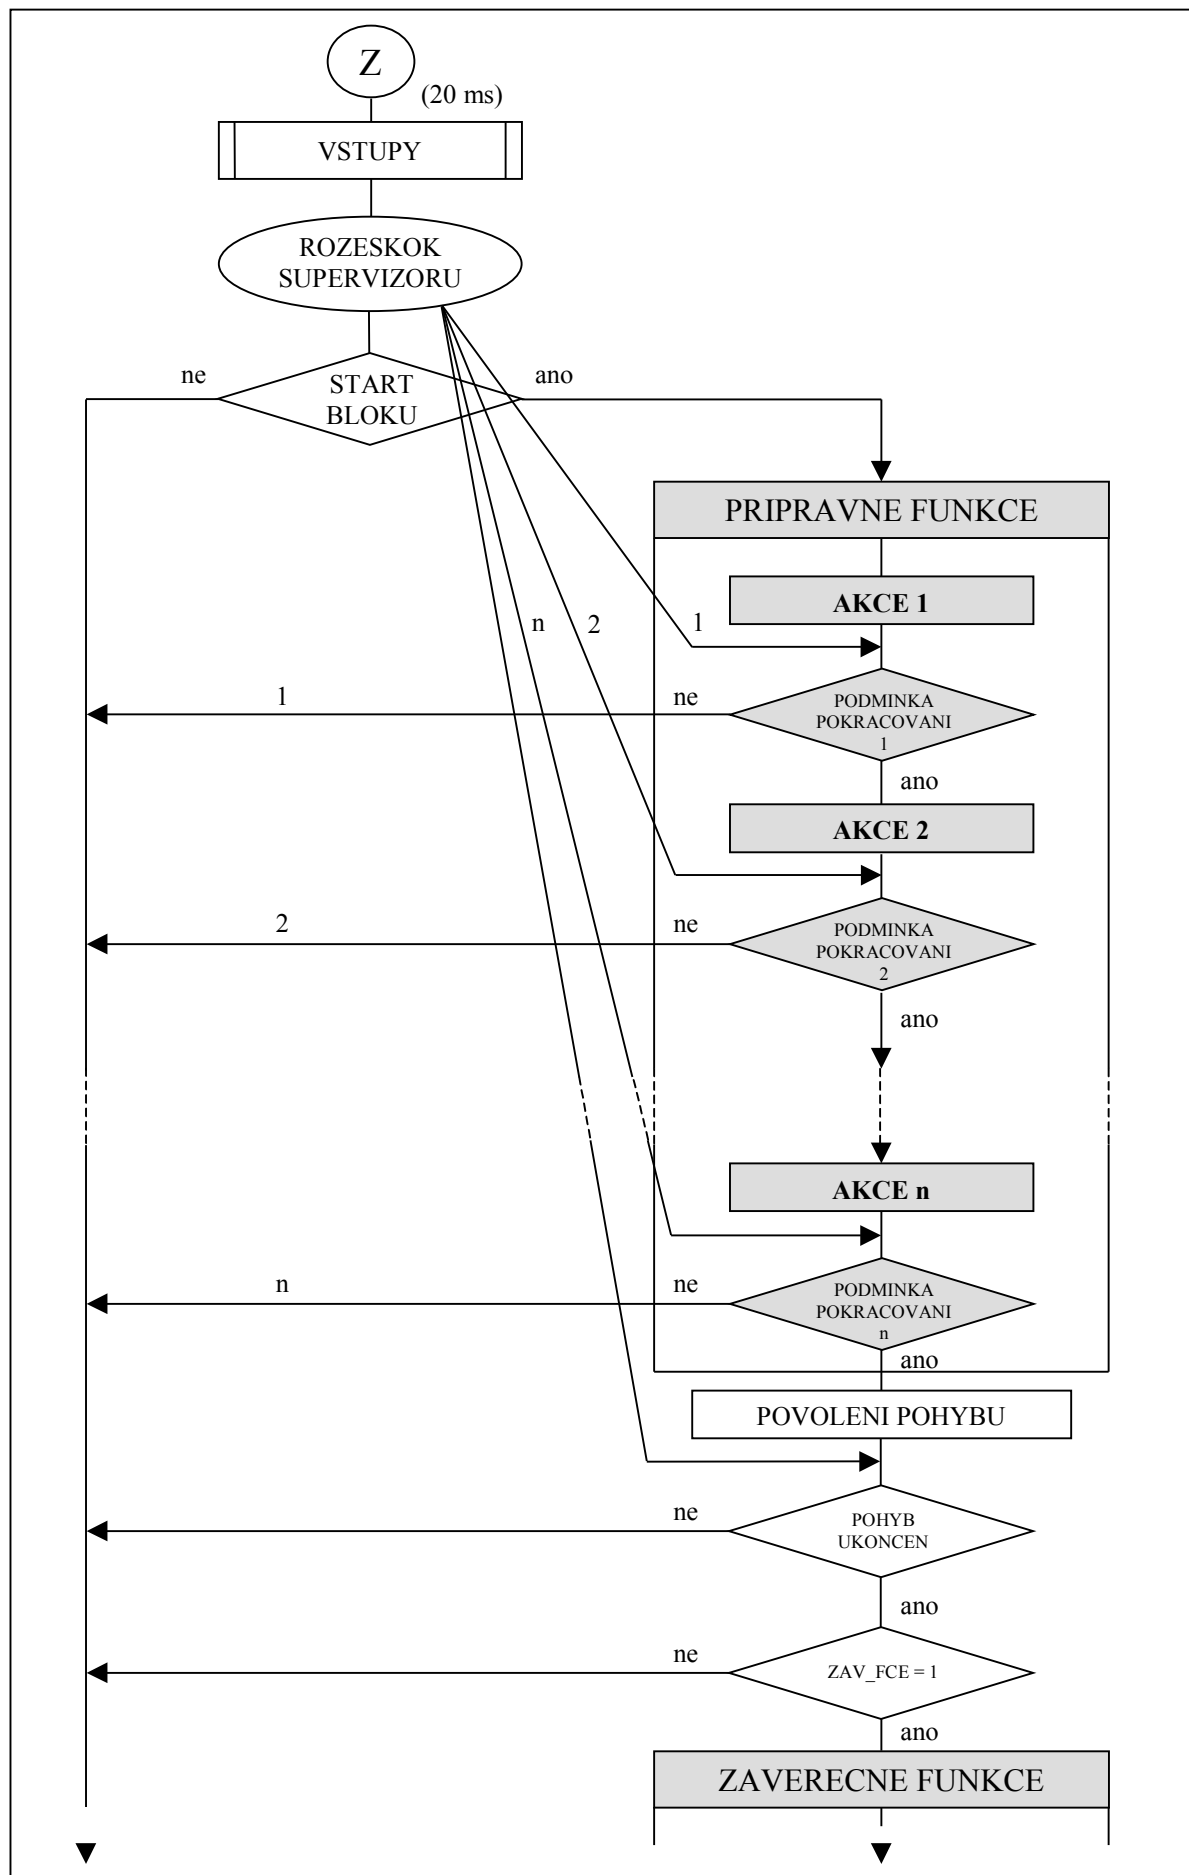 Z
(20 ms)
VSTUPY
ROZESKOK
SUPERVIZORU
ne
START
BLOKU
ano
PRIPRAVNE FUNKCE
AKCE 1
n
2
1
1
ne
PODMINKA
POKRACOVANI
1
ano
AKCE 2
2
ne
PODMINKA
POKRACOVANI
2
ano
AKCE n
n
ne
PODMINKA
POKRACOVANI
n
ano
POVOLENI POHYBU
ne
POHYB
UKONCEN
ano
ne
ZAV_FCE = 1
ano
ZAVERECNE FUNKCE